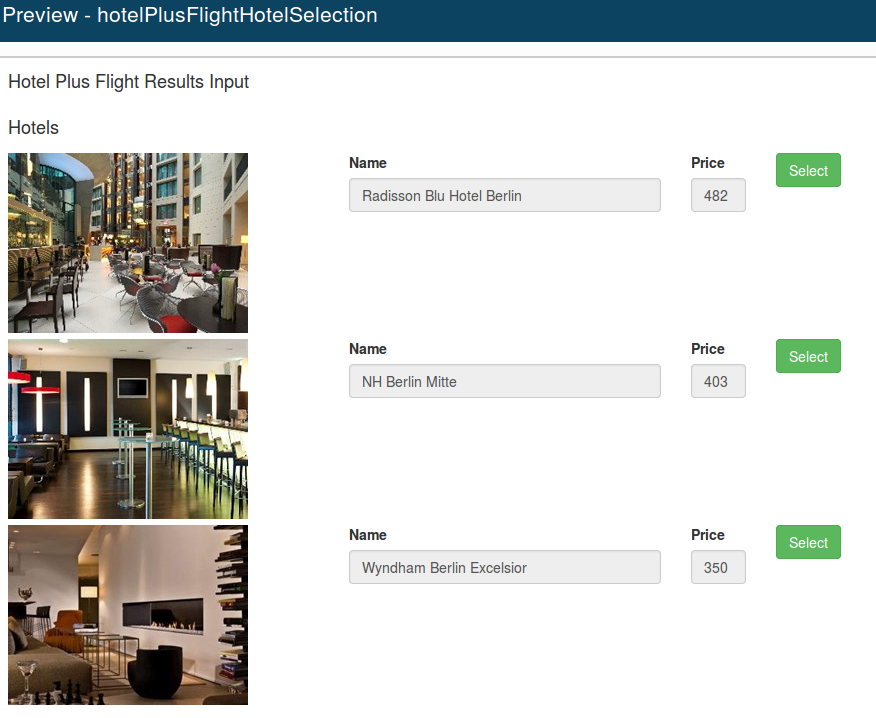 Preview - hotelPlusFlightHotelSelection
Hotel Plus Flight Results Input
Hotels
Name Price Select
Radisson Blu Hotel Berlin 482
Name Price Select
NH Berlin Mitte 403
Name Price Select
Wyndham Berlin Excelsior 350